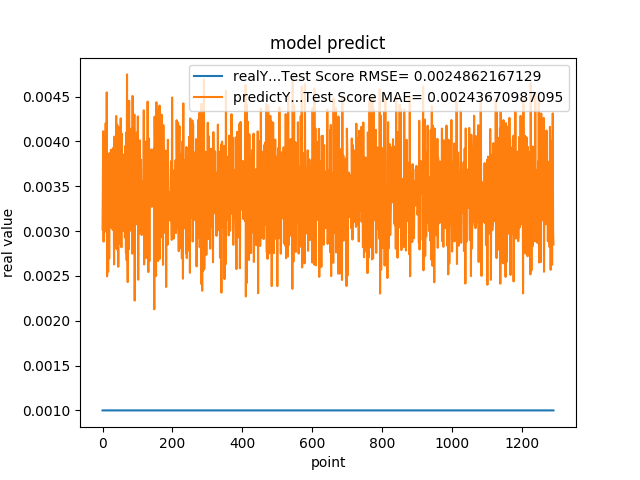 model predict
realY...Test Score RMSE= 0.0024862167129
predictY...Test Score MAE= 0.00243670987095
real value
0.0045
0.0040
0.0035
0.0030
0.0025
0.0020
0.0015
0.0010
0 200 400 600 800 1000 1200
point